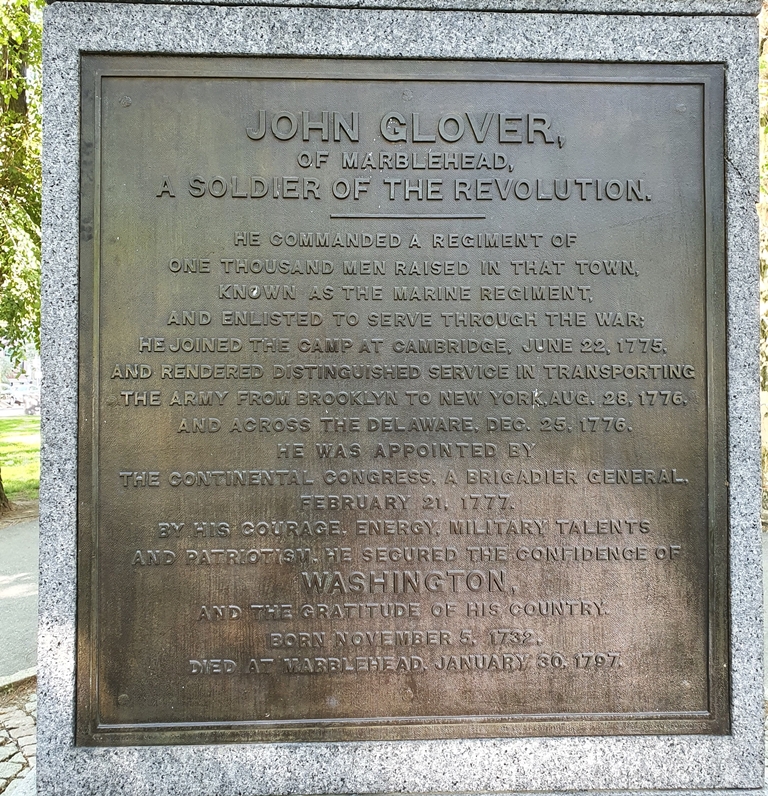 JOHN GLOVER,
OF MARBLEHEAD,
A SOLDIER OF THE REVOLUTION.
HE COMMANDED A REGIMENT OF
ONE THOUSAND MEN RAISED IN THAT TOWN,
KNOWN AS THE MARINE REGIMENT,
AND ENLISTED TO SERVE THROUGH THE WAR;
HE JOINED THE CAMP AT CAMBRIDGE, JUNE 22, 1775,
AND RENDERED DISTINGUISHED SERVICE IN TRANSPORTING
THE ARMY FROM BROOKLYN TO NEW YORK, AUG. 28, 1776,
AND ACROSS THE DELAWARE, DEC. 25, 1776.
HE WAS APPOINTED BY
THE CONTINENTAL CONGRESS, A BRIGADIER GENERAL,
FEBRUARY 21, 1777.
BY HIS COURAGE, ENERGY, MILITARY TALENTS
AND PATRIOTISM, HE SECURED THE CONFIDENCE OF
WASHINGTON,
AND THE GRATITUDE OF HIS COUNTRY.
BORN NOVEMBER 5, 1732,
DIED AT MARBLEHEAD, JANUARY 30, 1797.